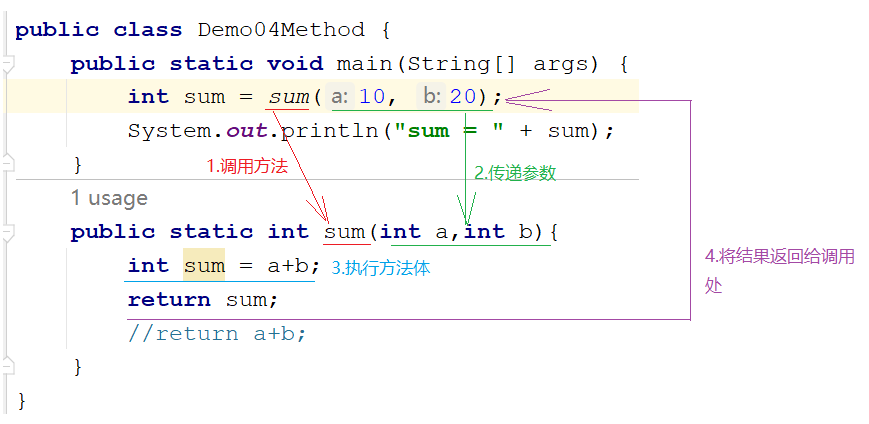 public class Demo04Method {
public static void main(String[] args) {
int sum = sum( a: 10, b: 20);
System.out.println("sum = " + sum);
1.调用方法
2.传递参数
}
1 usage
public static int sum(int a,int b){
int sum = a+b; 3.执行方法体
4.将结果返回给调用
处
return sum;
//return a+b;
}
}